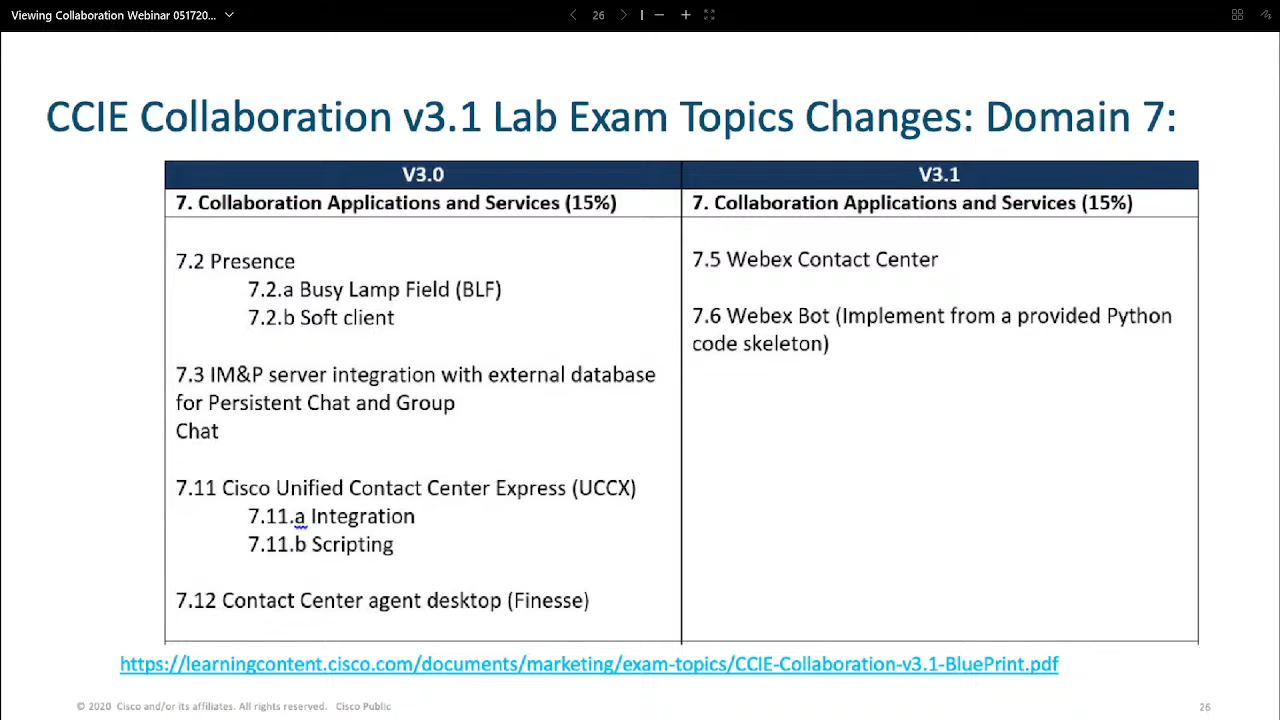 Viewing Collaboration Webinar 051720...
26
CCIE Collaboration v3.1 Lab Exam Topics Changes: Domain 7:
V3.0
V3.1
7. Collaboration Applications and Services (15%)
7. Collaboration Applications and Services (15%)
7.2 Presence
7.2.a Busy Lamp Field (BLF)
7.2.b Soft client
7.3 IM&P server integration with external database
for Persistent Chat and Group
Chat
7.11 Cisco Unified Contact Center Express (UCCX)
7.11.a Integration
7.11.b Scripting
7.12 Contact Center agent desktop (Finesse)
7.5 Webex Contact Center
7.6 Webex Bot (Implement from a provided Python
code skeleton)
https://learningcontent.cisco.com/documents/marketing/exam-topics/CCIE-Collaboration-v3.1-BluePrint.pdf
© 2020 Cisco and/or its affiliates. All rights reserved. Cisco Public
26